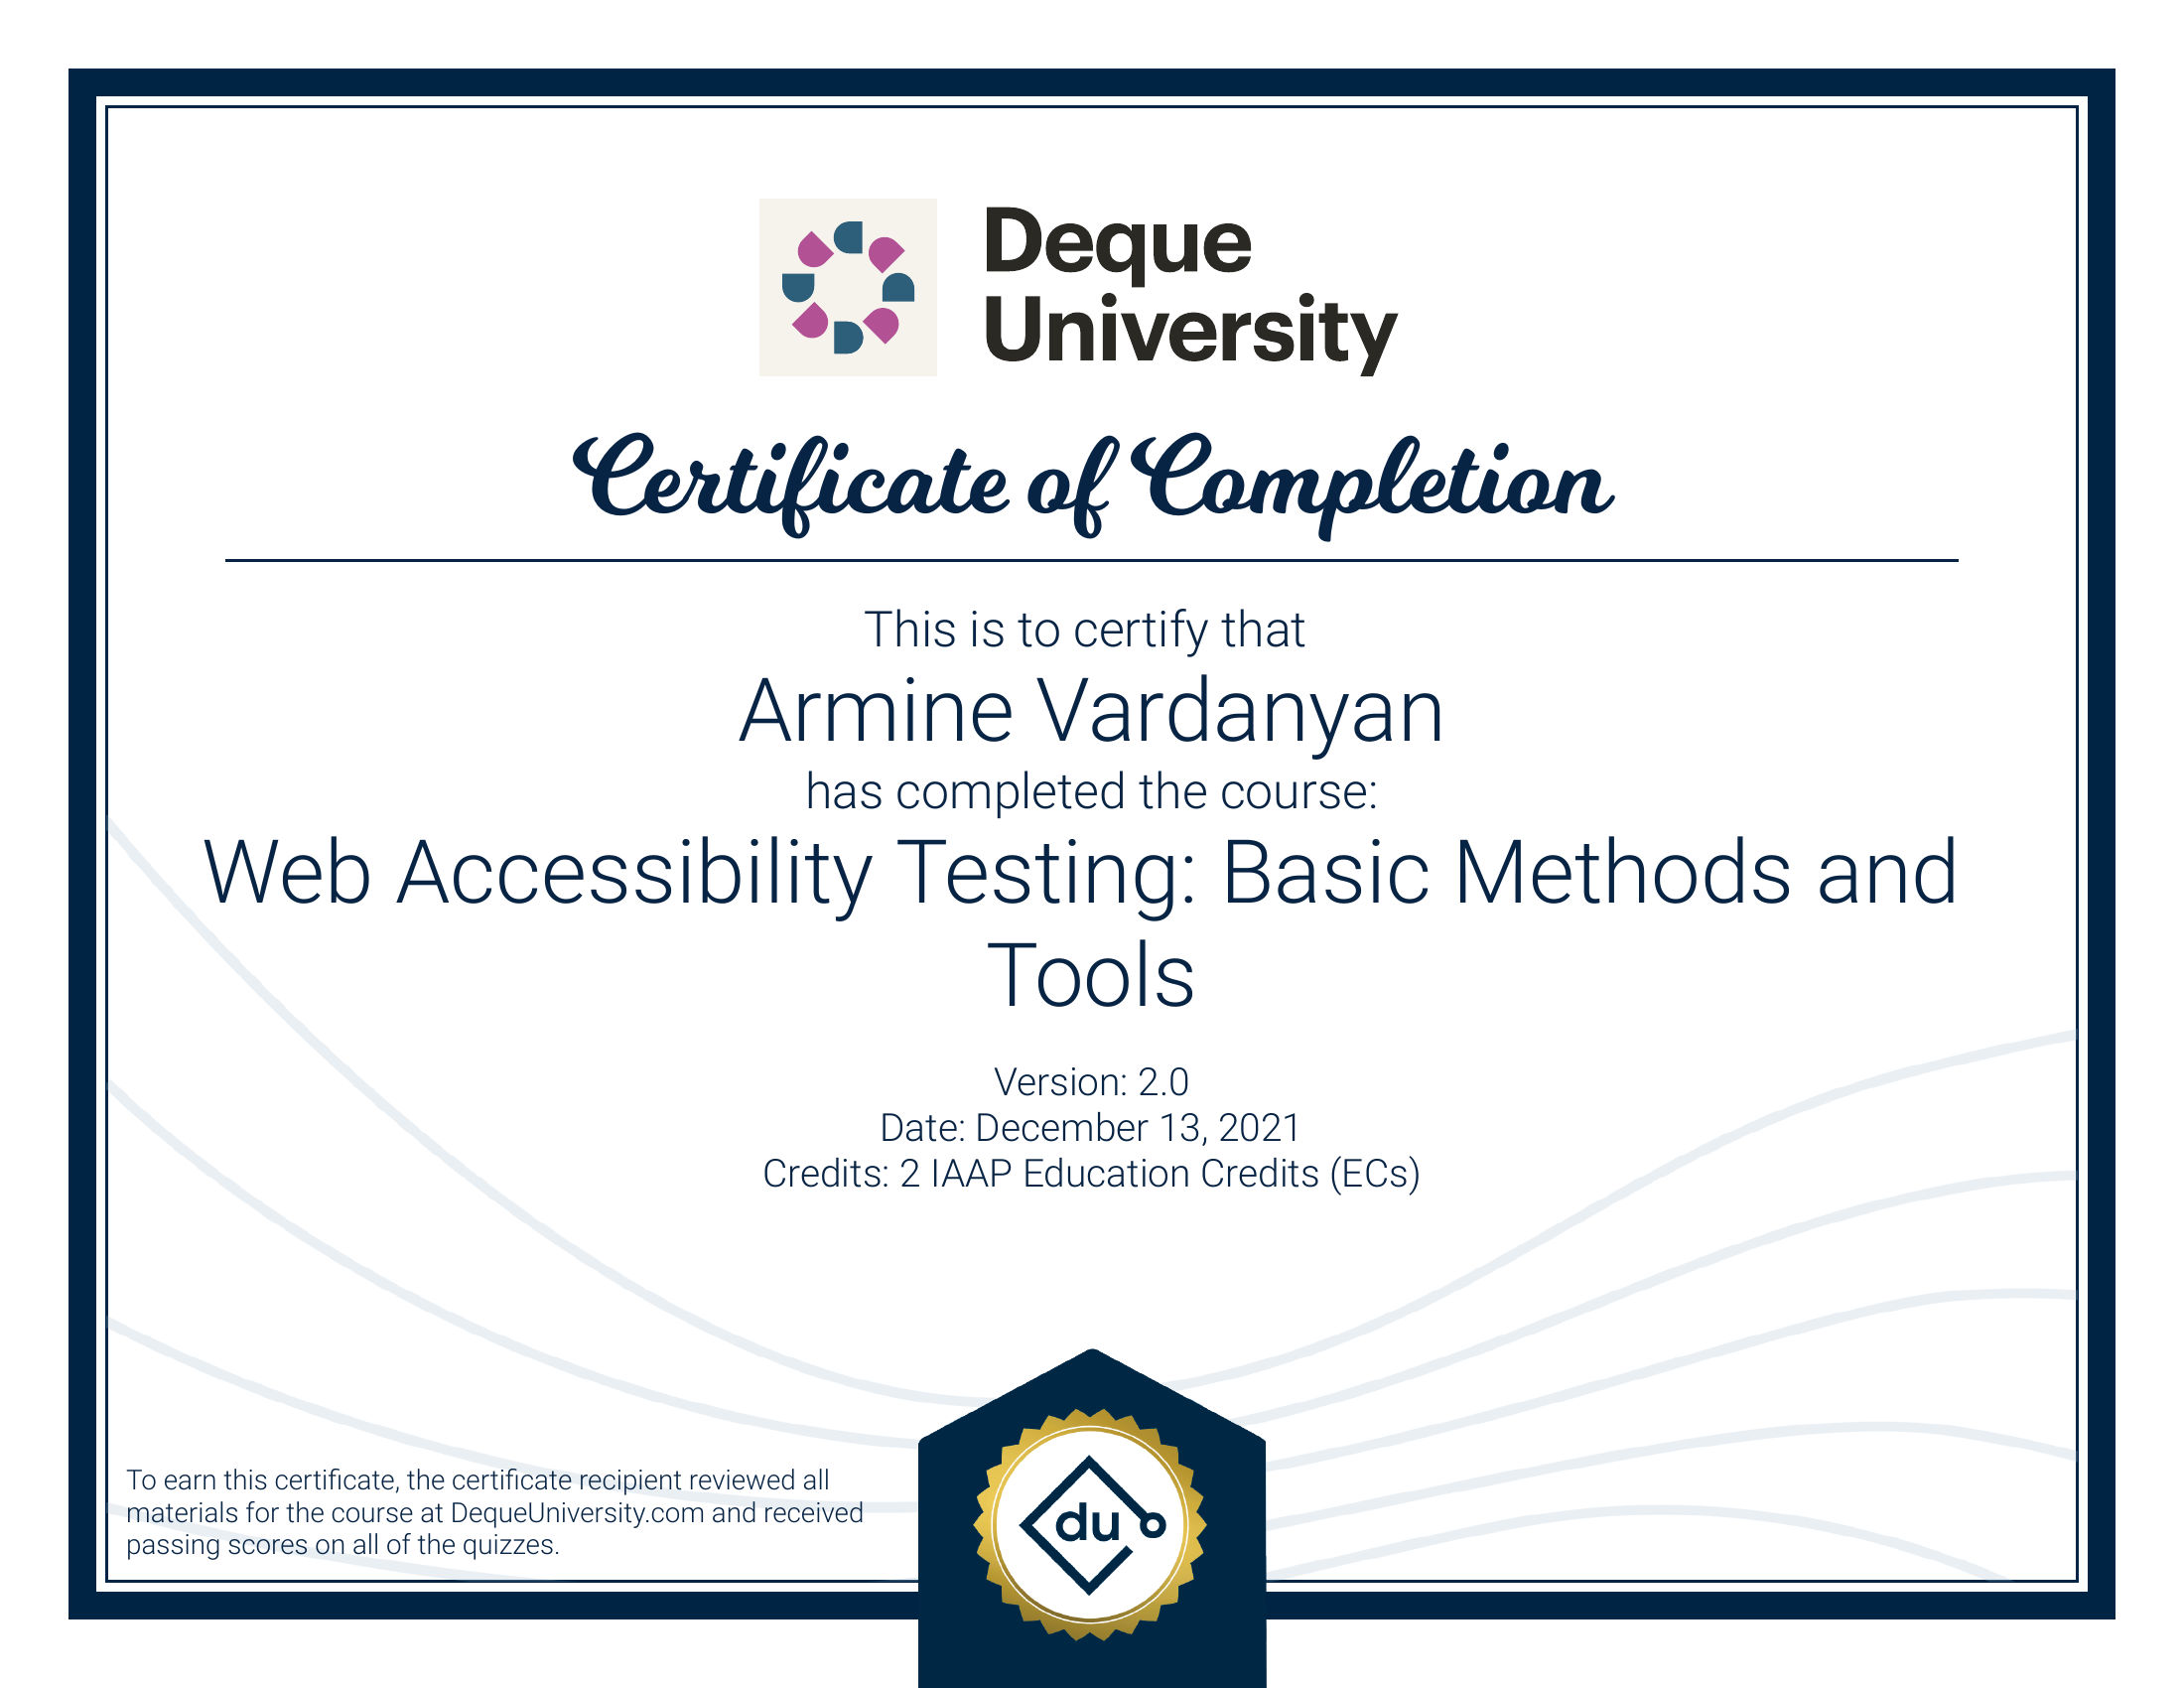 Deque
University
Certificate of Completion
This is to certify that
Armine Vardanyan
has completed the course:
Web Accessibility Testing: Basic Methods and
Tools
Version: 2.0
Date: December 13, 2021
Credits: 2 IAAP Education Credits (ECs)
To earn this certificate, the certificate recipient reviewed all
materials for the course at DequeUniversity.com and received
passing scores on all of the quizzes.
du